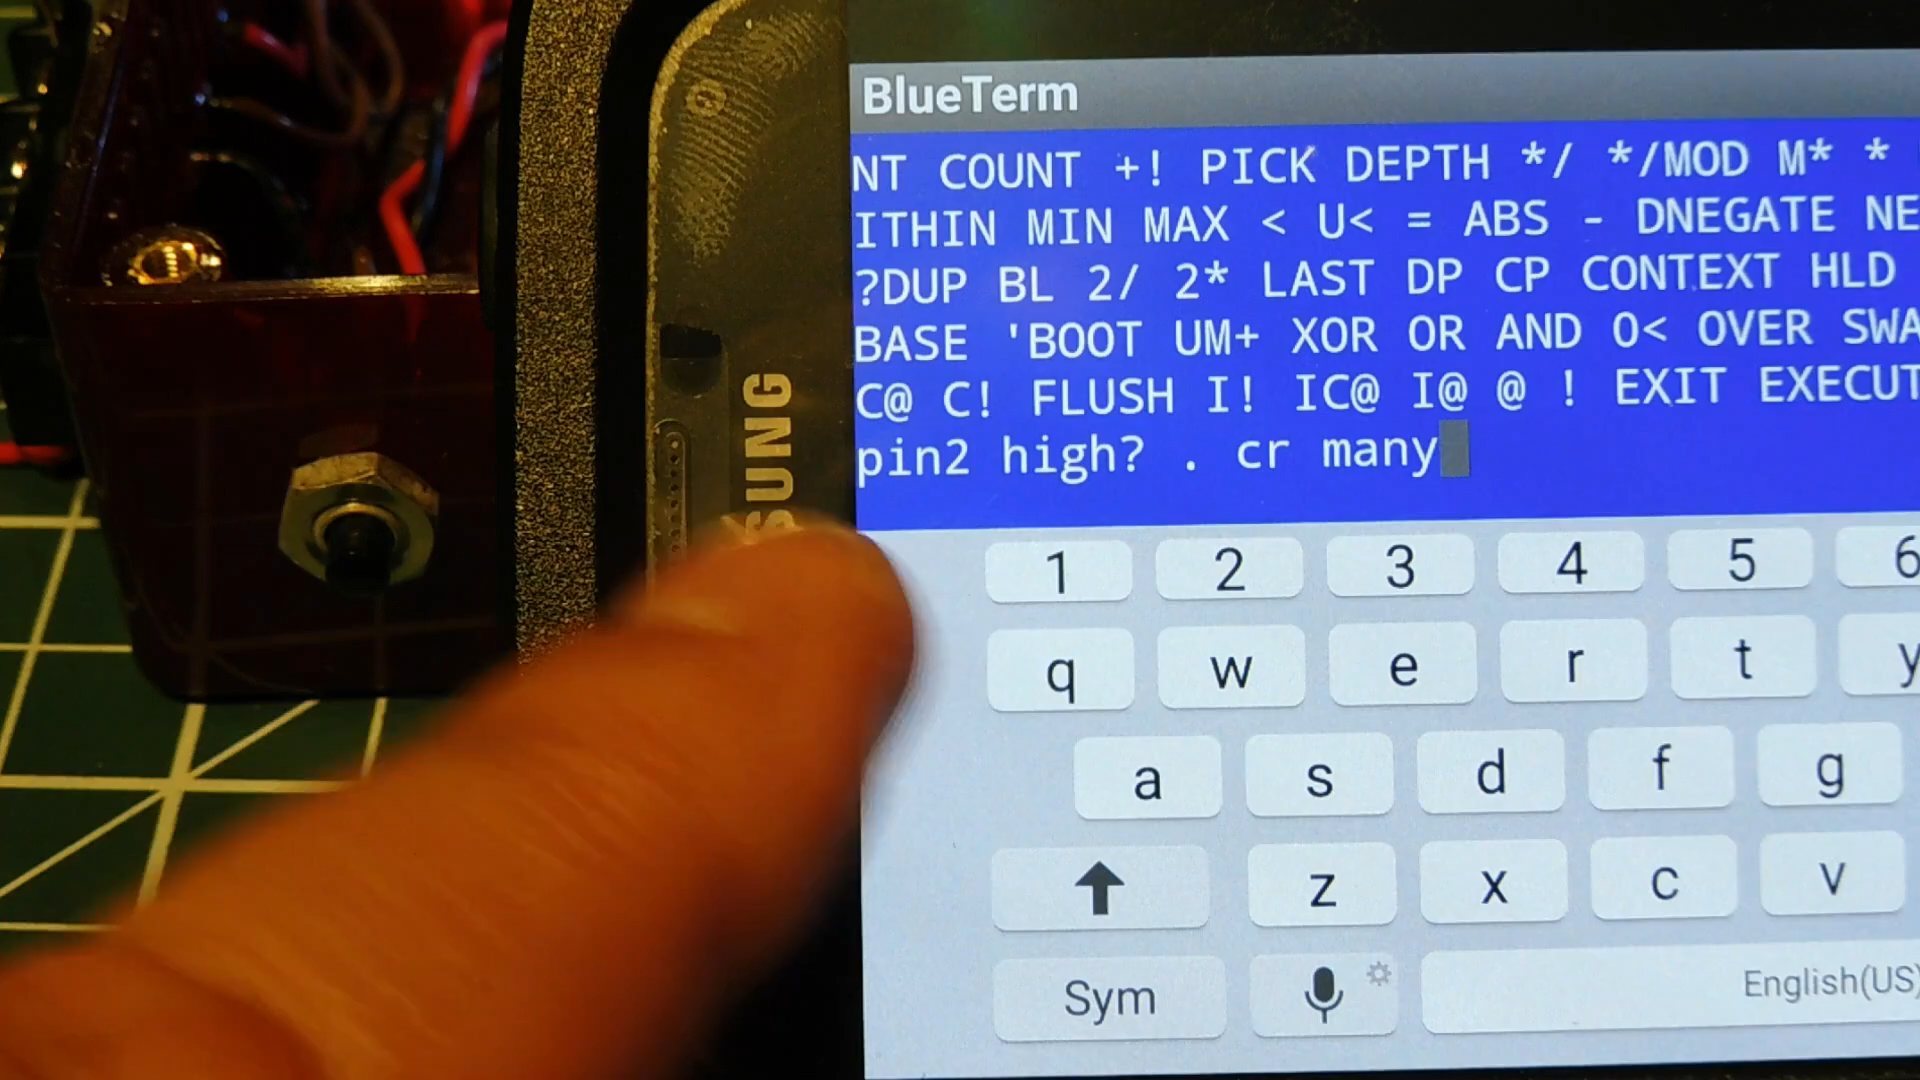 BlueTerm
NT COUNT +! PICK DEPTH */ */MOD M* *
ITHIN MIN MAX < U< = ABS - DNEGATE NE
?DUP BL 2/ 2* LAST DP CP CONTEXT HLD
BASE 'BOOT UM+ XOR OR AND 0< OVER SWA
C@ C! FLUSH I! IC@ I@ @ ! EXIT EXECUT
pin2 high? . cr many
SUNG
1 2 3 4 5 6
q w e r t y
a s d f g
z x c v
Sym
English(US)